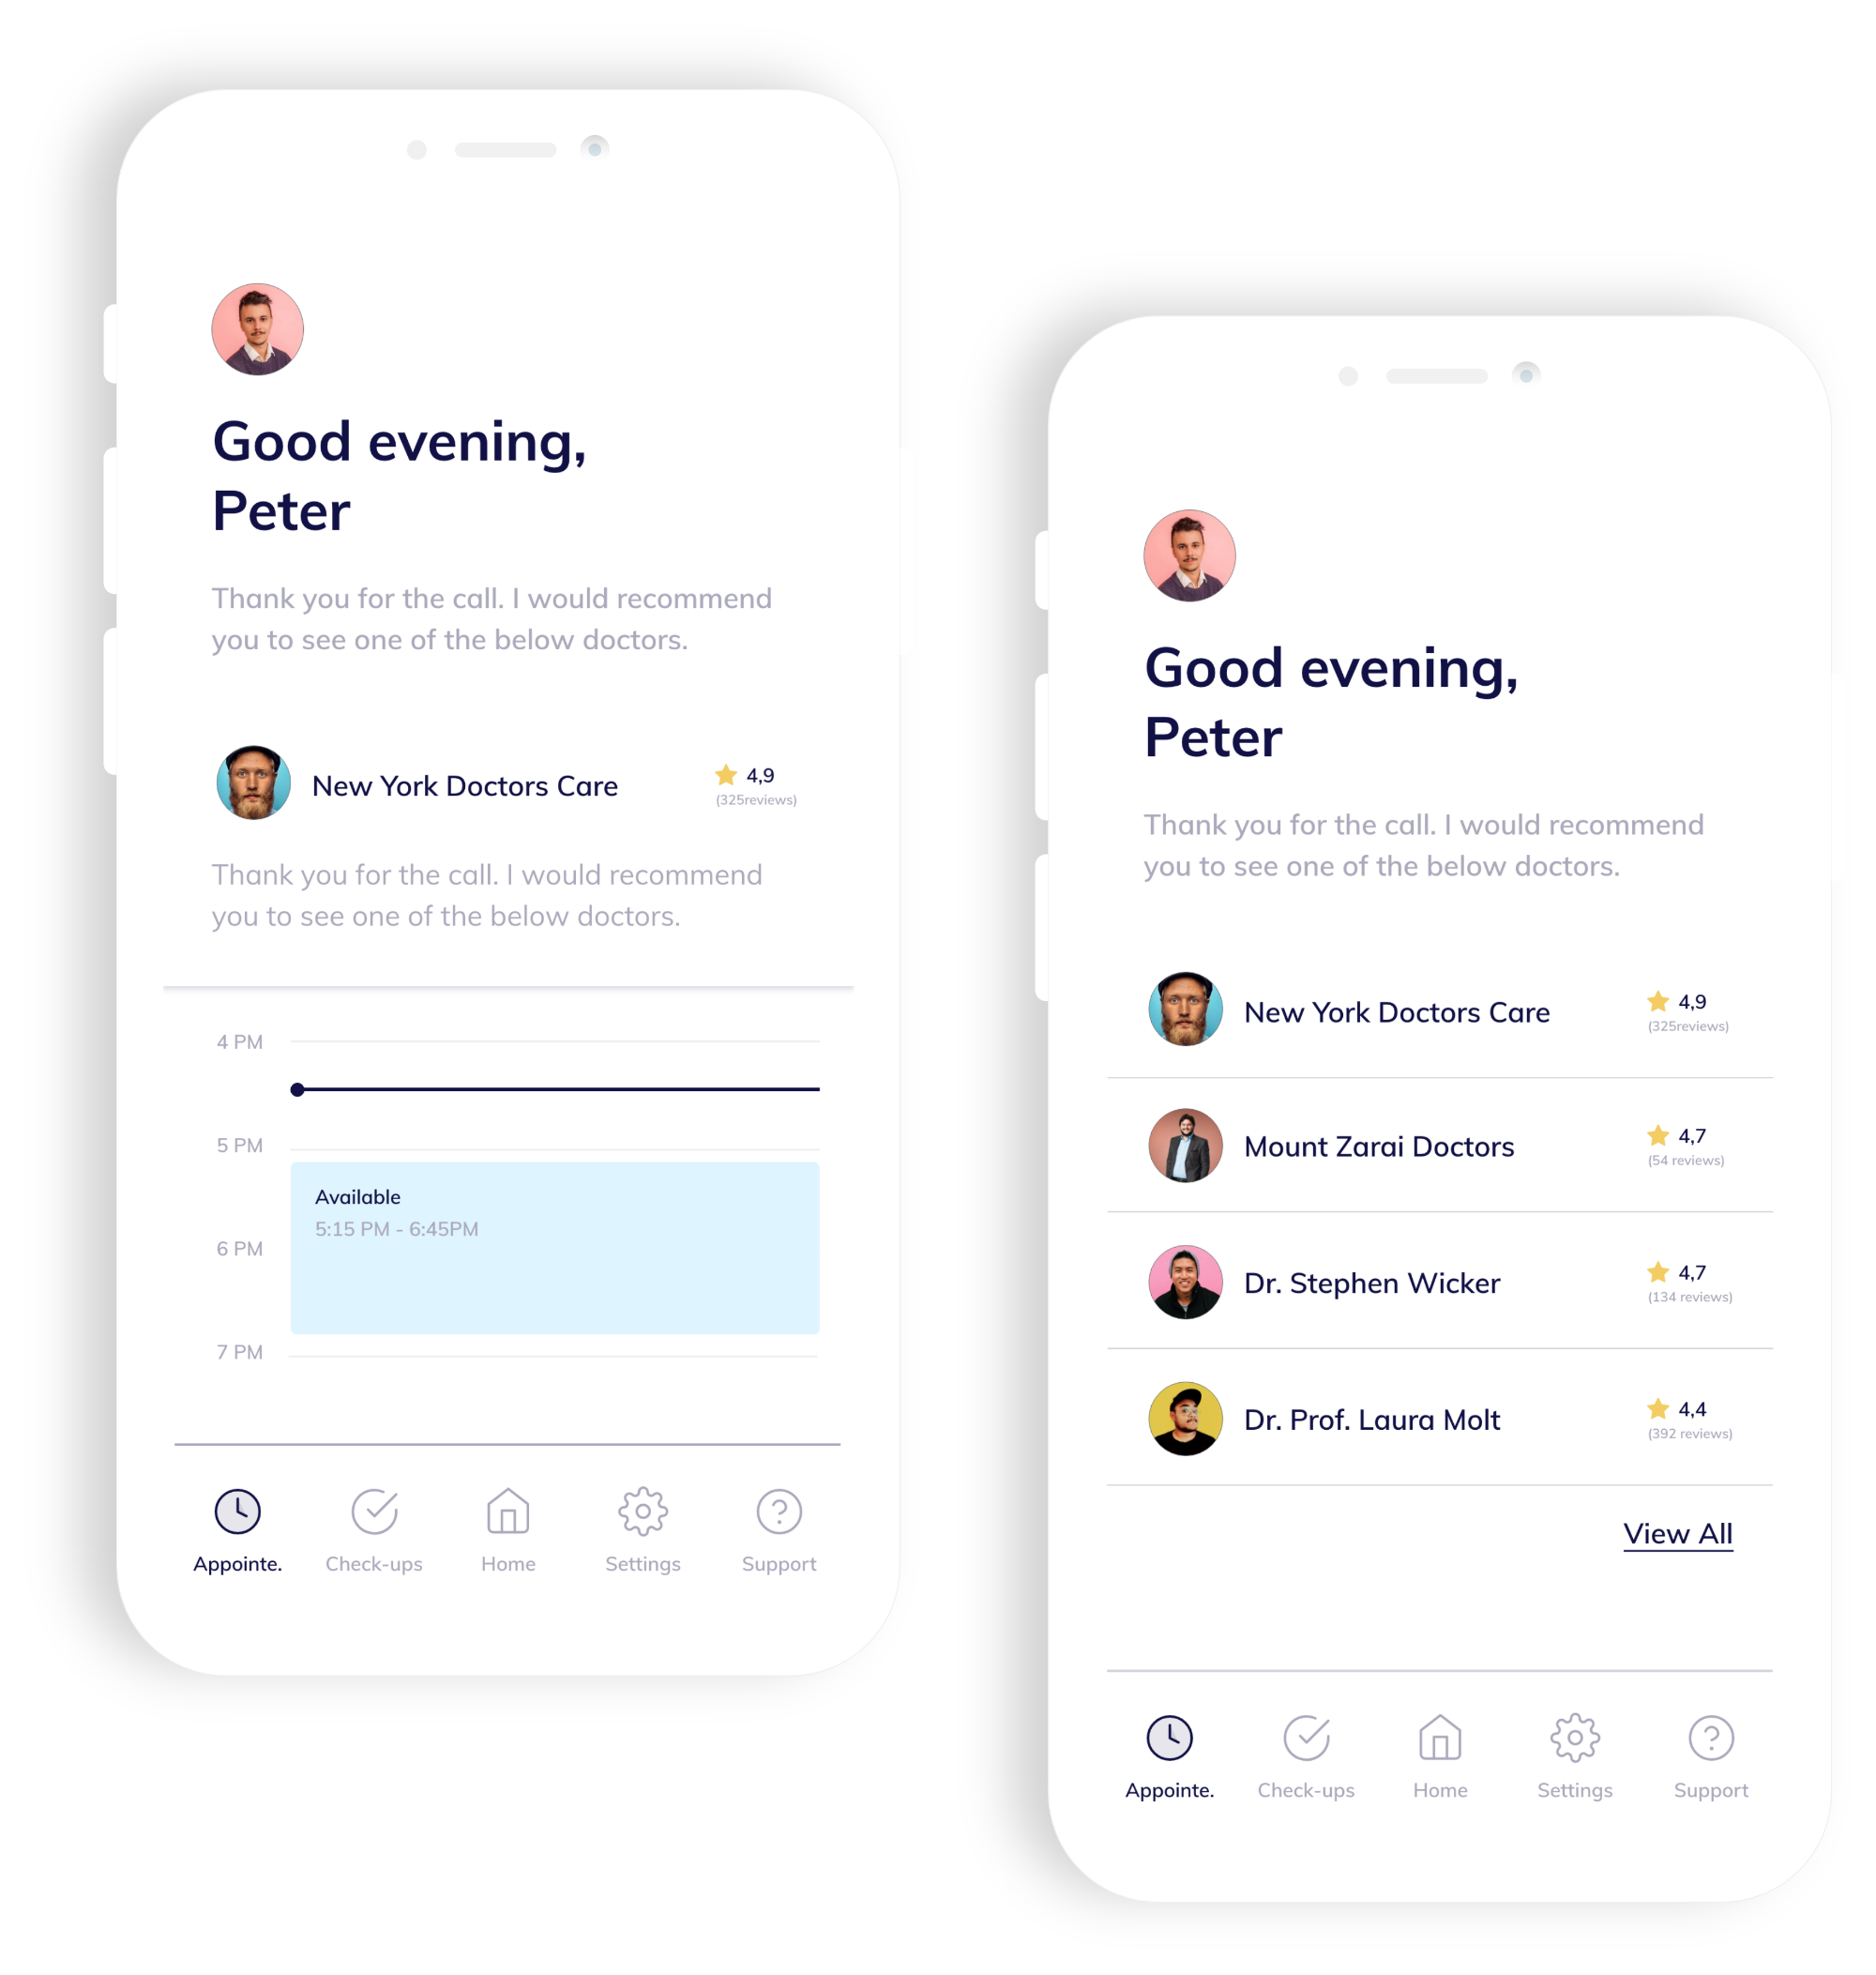 Good evening,
Peter
Thank you for the call. I would recommend
you to see one of the below doctors.
New York Doctors Care
4,9
(325reviews)
Thank you for the call. I would recommend
you to see one of the below doctors.
4 PM
5 PM
Available
5:15 PM - 6:45PM
6 PM
7 PM
Appointe.
Check-ups
Home
Settings
Support
Good evening,
Peter
Thank you for the call. I would recommend
you to see one of the below doctors.
New York Doctors Care
4,9
(325reviews)
Mount Zarai Doctors
4,7
(54 reviews)
Dr. Stephen Wicker
4,7
(134 reviews)
Dr. Prof. Laura Molt
4,4
(392 reviews)
View All
Appointe.
Check-ups
Home
Settings
Support